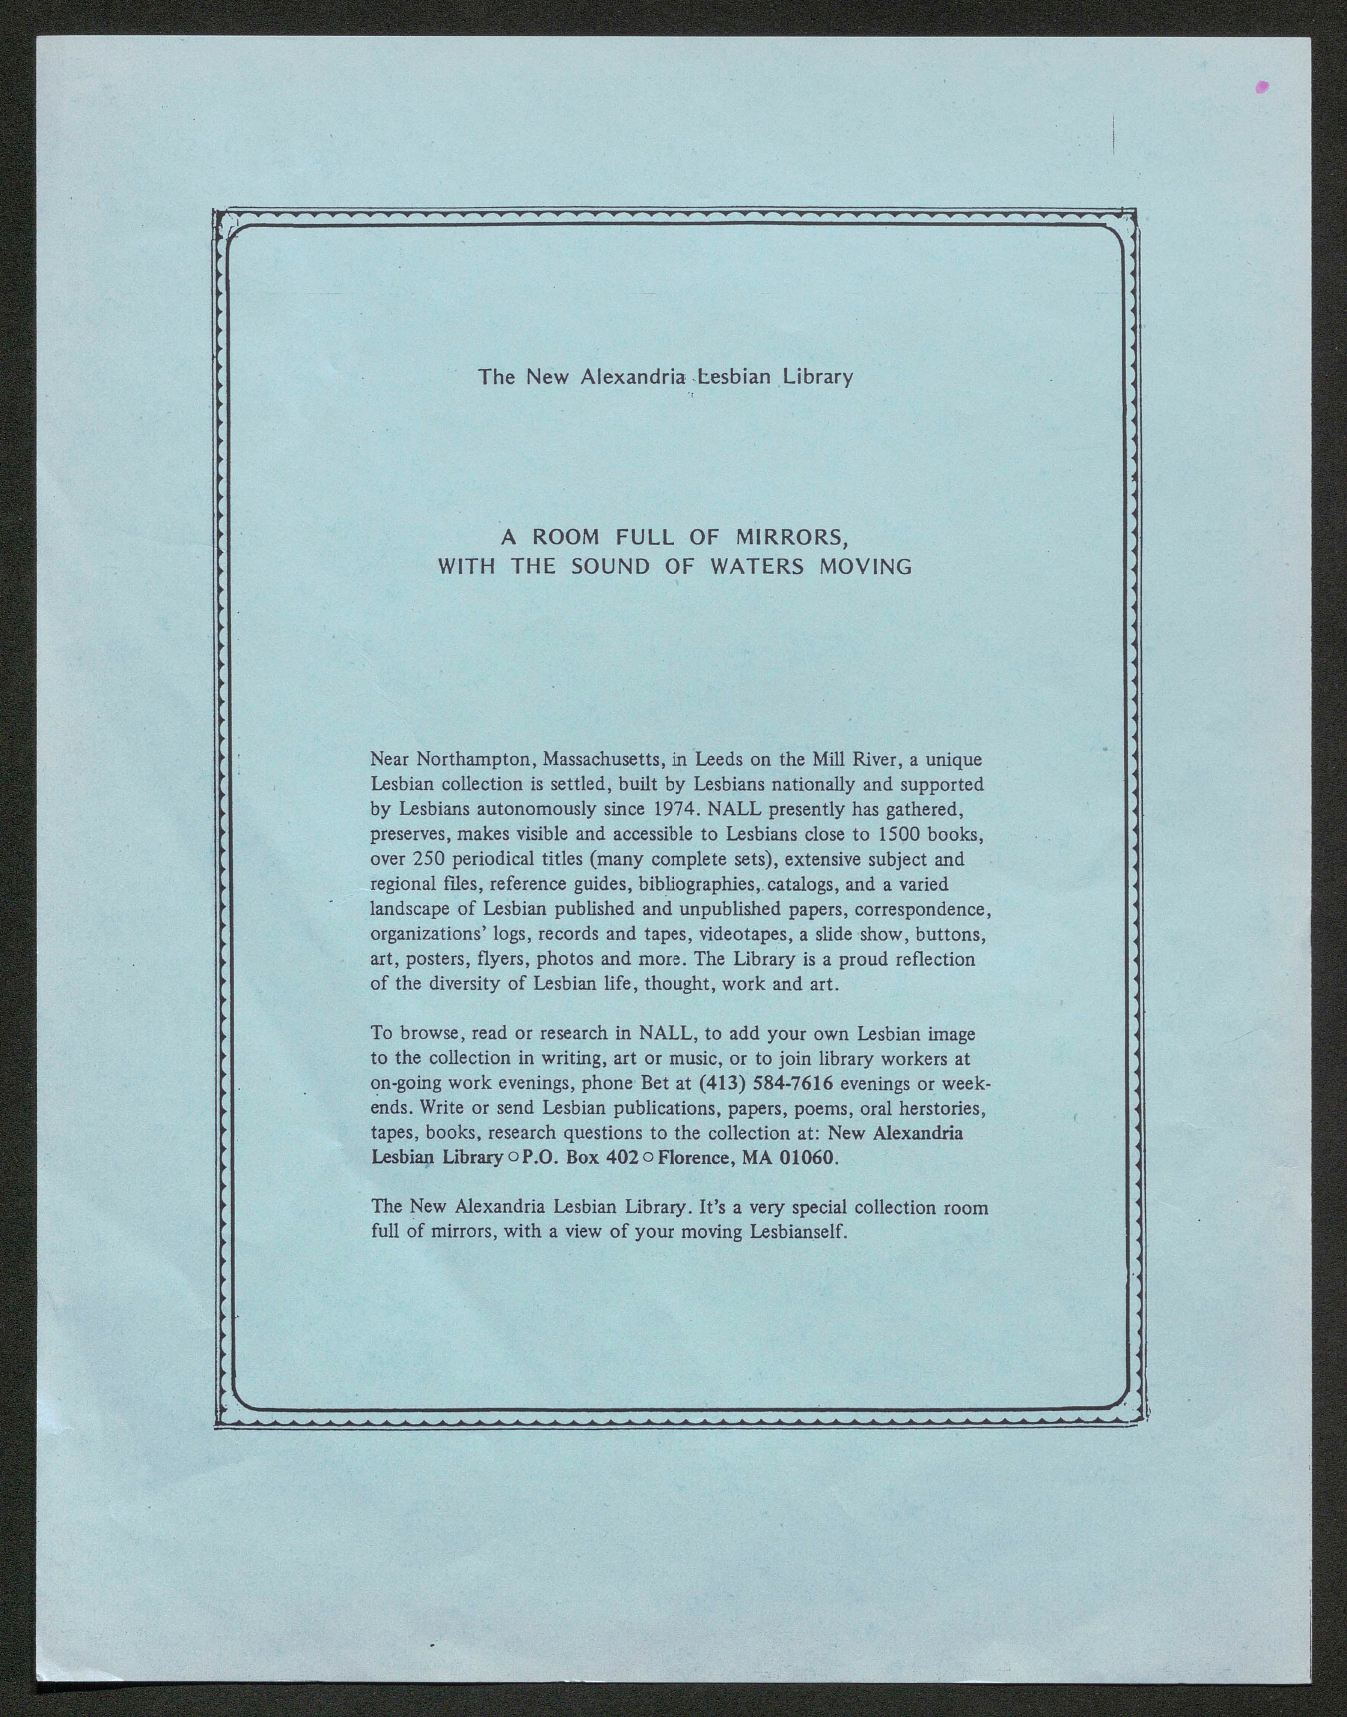 The New Alexandria Lesbian Library
A ROOM FULL OF MIRRORS,
WITH THE SOUND OF WATERS MOVING
Near Northampton, Massachusetts, in Leeds on the Mill River, a unique
Lesbian collection is settled, built by Lesbians nationally and supported
by Lesbians autonomously since 1974. NALL presently has gathered,
preserves, makes visible and accessible to Lesbians close to 1500 books,
over 250 periodical titles (many complete sets), extensive subject and
regional files, reference guides, bibliographies, catalogs, and a varied
landscape of Lesbian published and unpublished papers, correspondence,
organizations' logs, records and tapes, videotapes, a slide show, buttons,
art, posters, flyers, photos and more. The Library is a proud reflection
of the diversity of Lesbian life, thought, work and art.
To browse, read or research in NALL, to add your own Lesbian image
to the collection in writing, art or music, or to join library workers at
on-going work evenings, phone Bet at (413) 584-7616 evenings or week-
ends. Write or send Lesbian publications, papers, poems, oral herstories,
tapes, books, research questions to the collection at: New Alexandria
Lesbian Library ○ P.O. Box 402 ○ Florence, MA 01060.
The New Alexandria Lesbian Library. It's a very special collection room
full of mirrors, with a view of your moving Lesbianself.